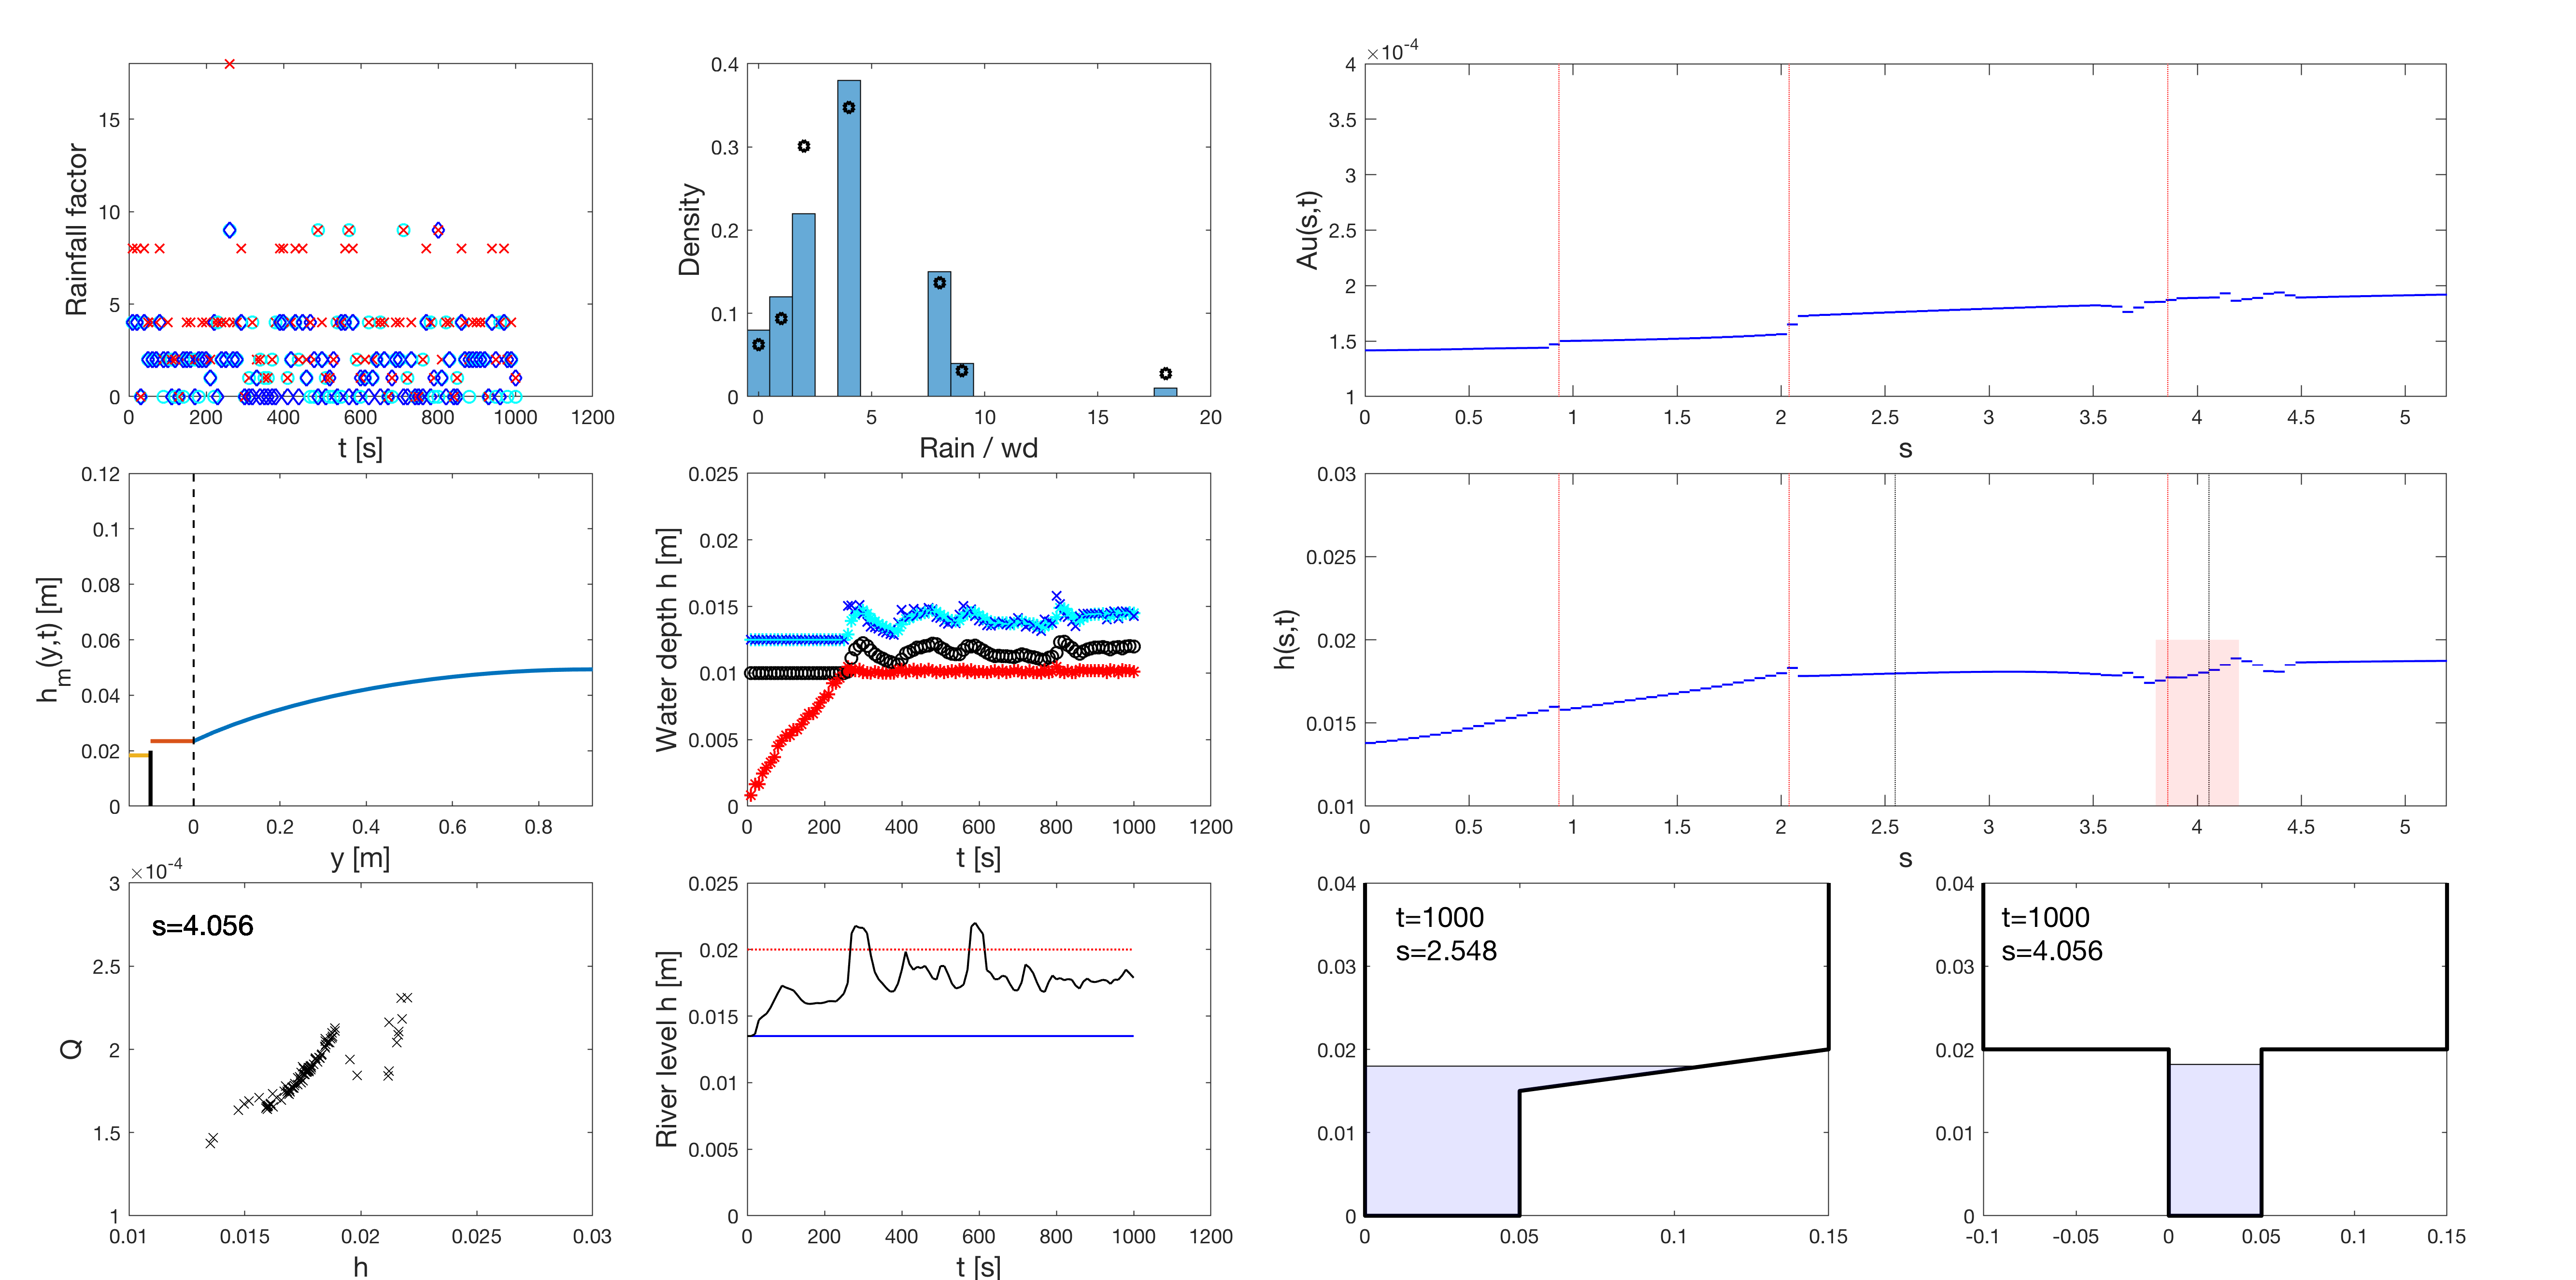 15
10
5
0
0 200 400 600 800 1000 1200
Rainfall factor
t [s]
0.4
0.3
0.2
0.1
0
0 5 10 15 20
Density
Rain / wd
×10-4
4
3.5
3
2.5
2
1.5
1
0 0.5 1 1.5 2 2.5 3 3.5 4 4.5 5
Au(s,t)
s
0.12
0.1
0.08
0.06
0.04
0.02
0
0 0.2 0.4 0.6 0.8
hm(y,t) [m]
y [m]
0.025
0.02
0.015
0.01
0.005
0
0 200 400 600 800 1000 1200
Water depth h [m]
t [s]
0.03
0.025
0.02
0.015
0.01
0 0.5 1 1.5 2 2.5 3 3.5 4 4.5 5
h(s,t)
s
×10-4
3
2.5
2
1.5
1
0.01 0.015 0.02 0.025 0.03
s=4.056
Q
h
0.025
0.02
0.015
0.01
0.005
0
0 200 400 600 800 1000 1200
River level h [m]
t [s]
0.04
0.03
0.02
0.01
0
0 0.05 0.1 0.15
t=1000
s=2.548
0.04
0.03
0.02
0.01
0
-0.1 -0.05 0 0.05 0.1 0.15
t=1000
s=4.056